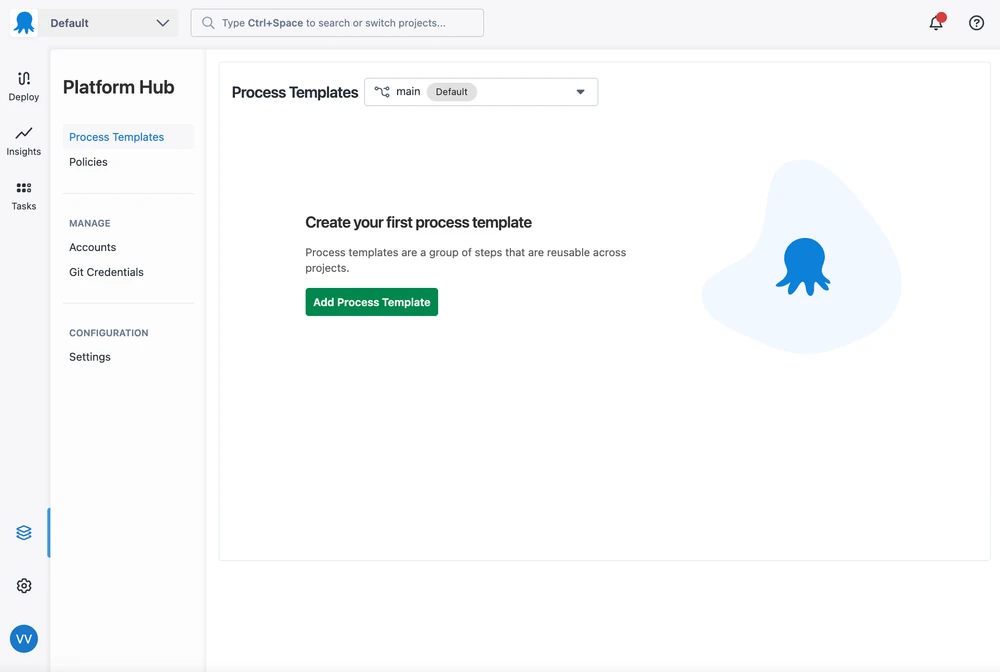 Default
Type Ctrl+Space to search or switch projects...
Deploy
Insights
Tasks
VV
Platform Hub
Process Templates
Policies
MANAGE
Accounts
Git Credentials
CONFIGURATION
Settings
Process Templates
main Default
Create your first process template
Process templates are a group of steps that are reusable across
projects.
Add Process Template